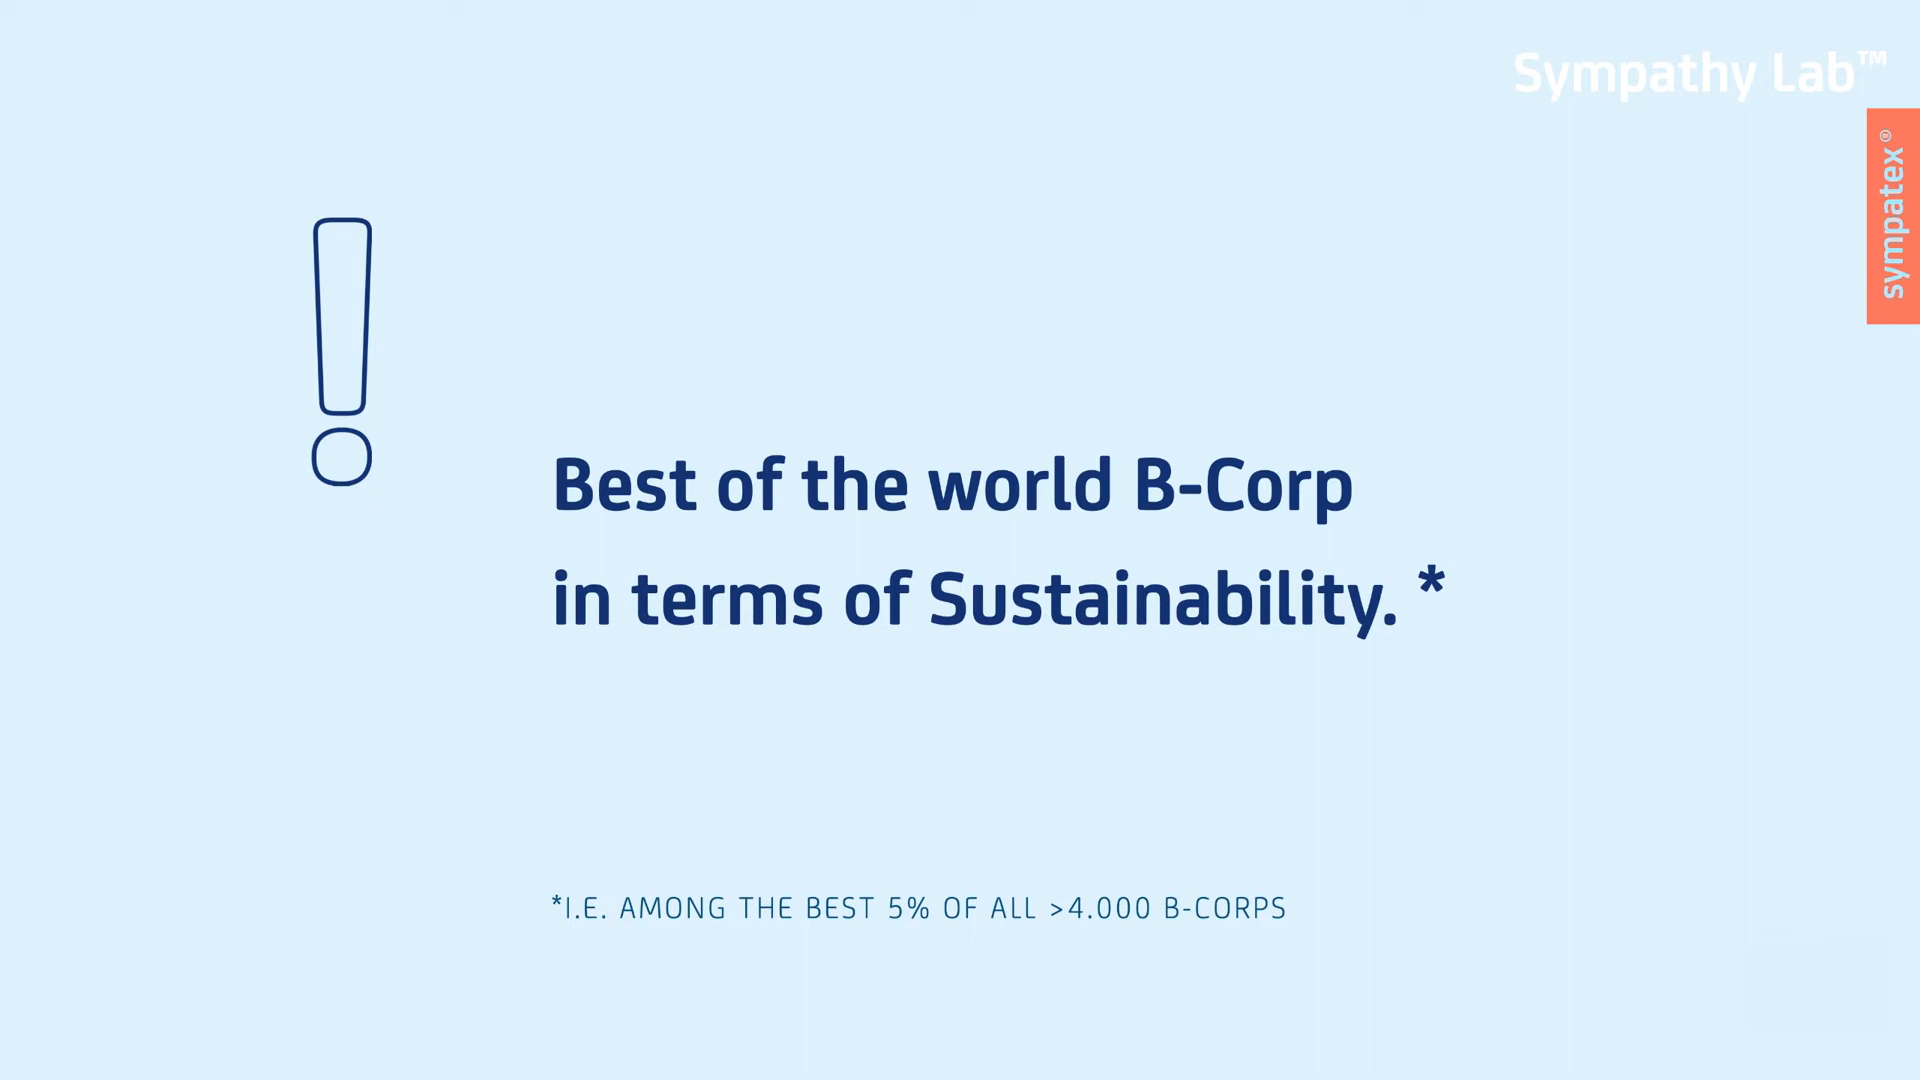 Sympathy Lab™
sympatex®
!
Best of the world B-Corp
in terms of Sustainability. *
*I.E. AMONG THE BEST 5% OF ALL >4.000 B-CORPS